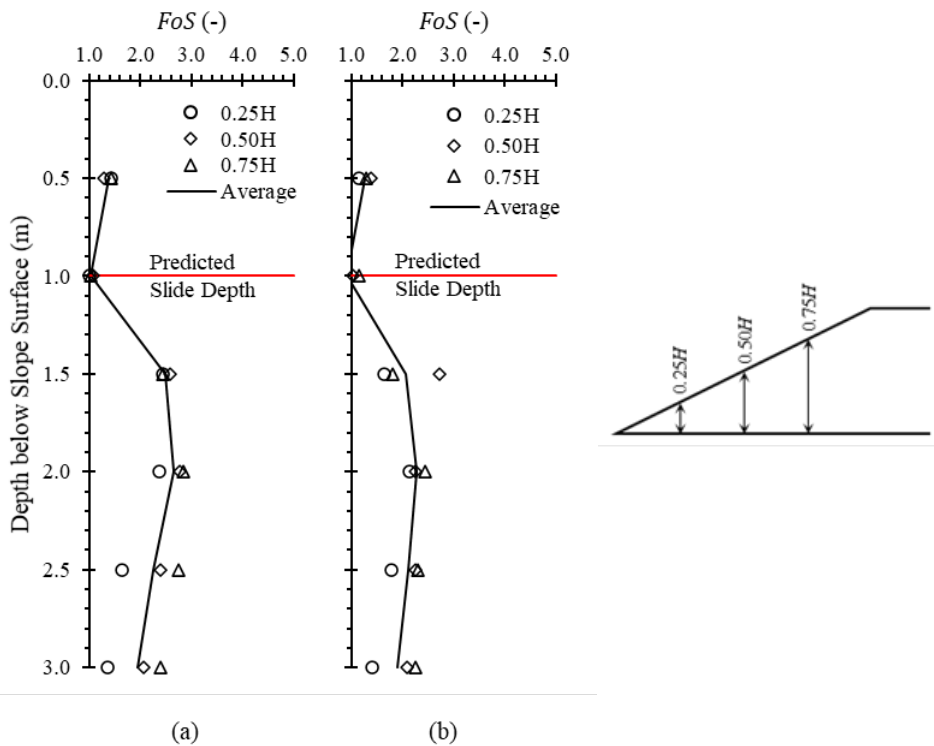 FoS (-)
1.0 2.0 3.0 4.0 5.0
0.0
0.5
1.0
1.5
2.0
2.5
3.0
Depth below Slope Surface (m)
0.25H
0.50H
0.75H
Average
Predicted
Slide Depth
(a)
FoS (-)
1.0 2.0 3.0 4.0 5.0
0.25H
0.50H
0.75H
Average
Predicted
Slide Depth
(b)
0.25H
0.50H
0.75H